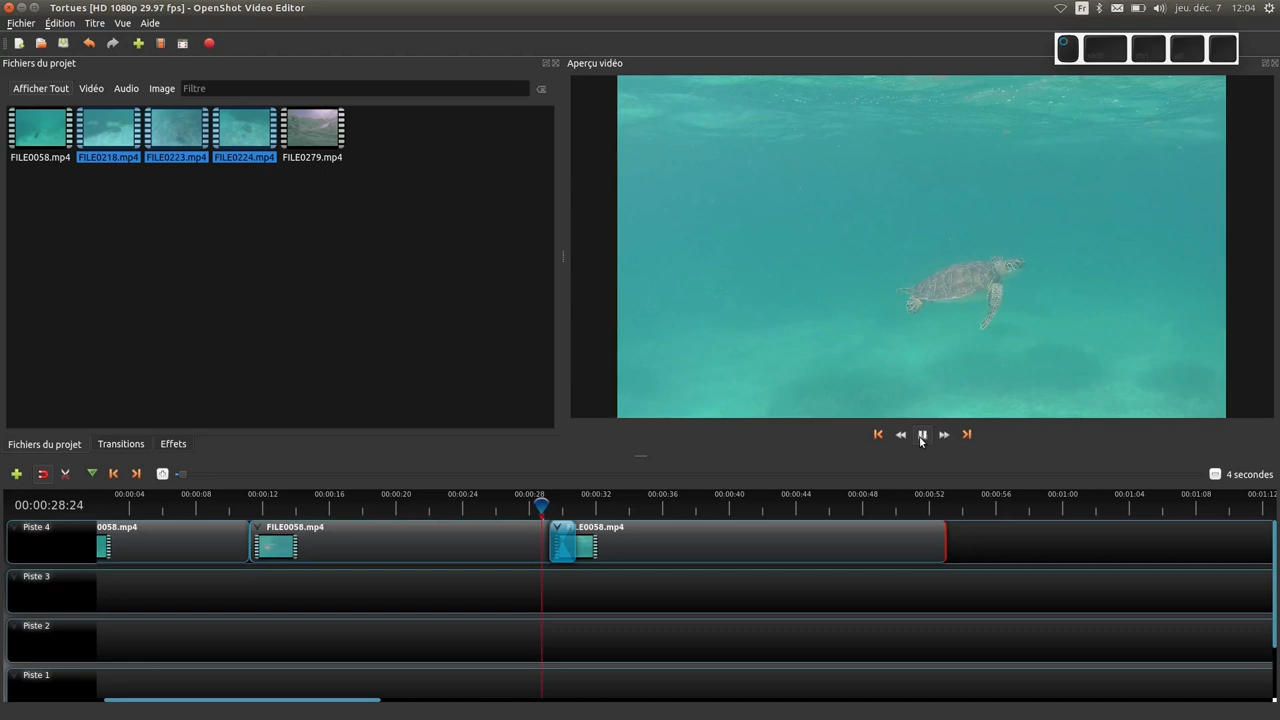 Tortues [HD 1080p 29.97 fps] - OpenShot Video Editor
Fr
jeu. déc. 7
12:04
Fichier Édition Titre Vue Aide
Fichiers du projet
Aperçu vidéo
Afficher Tout Vidéo Audio Image Filtre
FILE0058.mp4 FILE0218.mp4 FILE0223.mp4 FILE0224.mp4 FILE0279.mp4
Fichiers du projet Transitions Effets
4 secondes
00:00:28:24
00:00:04 00:00:08 00:00:12 00:00:16 00:00:20 00:00:24 00:00:28 00:00:32 00:00:36 00:00:40 00:00:44 00:00:48 00:00:52 00:00:56 00:01:00 00:01:04 00:01:08 00:01:12
Piste 4
0058.mp4
FILE0058.mp4
FILE0058.mp4
Piste 3
Piste 2
Piste 1